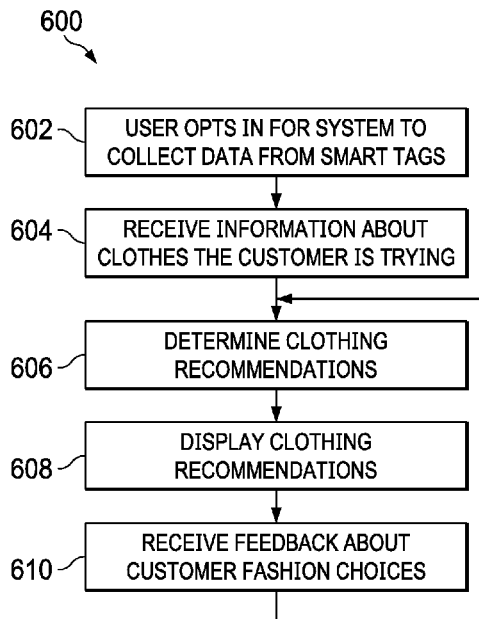 600
602
USER OPTS IN FOR SYSTEM TO
COLLECT DATA FROM SMART TAGS
604
RECEIVE INFORMATION ABOUT
CLOTHES THE CUSTOMER IS TRYING
606
DETERMINE CLOTHING
RECOMMENDATIONS
608
DISPLAY CLOTHING
RECOMMENDATIONS
610
RECEIVE FEEDBACK ABOUT
CUSTOMER FASHION CHOICES